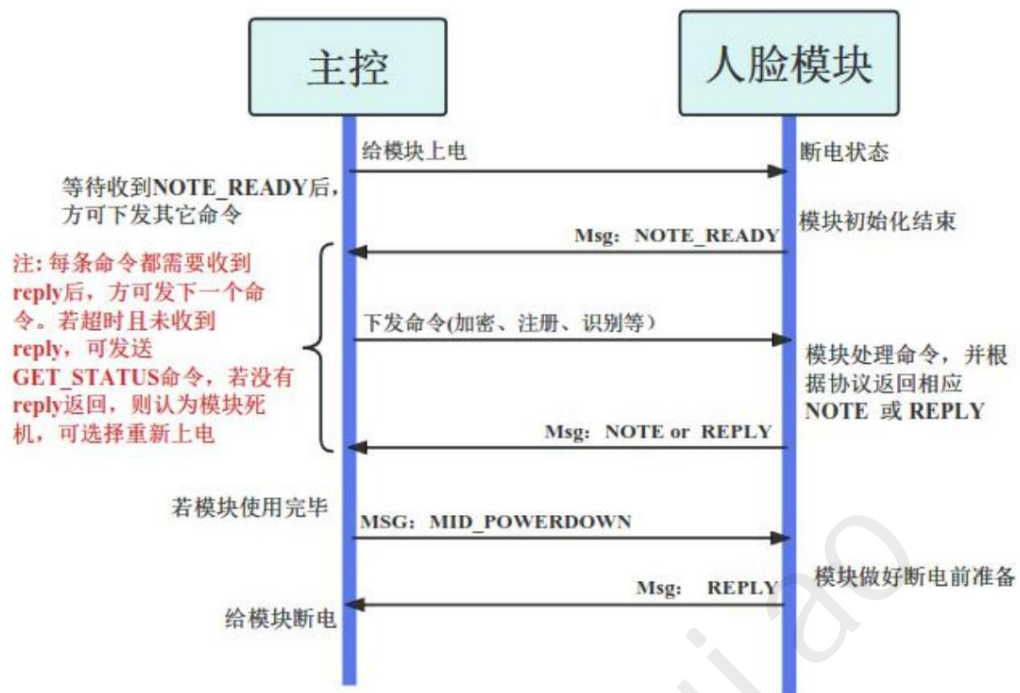 主控
人脸模块
给模块上电
断电状态
等待收到NOTE_READY后,
方可下发其它命令
模块初始化结束
Msg: NOTE_READY
注: 每条命令都需要收到
reply后，方可发下一个命
令。若超时且未收到
reply，可发送
GET_STATUS命令，若没有
reply返回，则认为模块死
机，可选择重新上电
下发命令(加密、注册、识别等）
模块处理命令，并根
据协议返回相应
NOTE 或 REPLY
Msg: NOTE or REPLY
若模块使用完毕
MSG: MID_POWERDOWN
模块做好断电前准备
Msg: REPLY
给模块断电